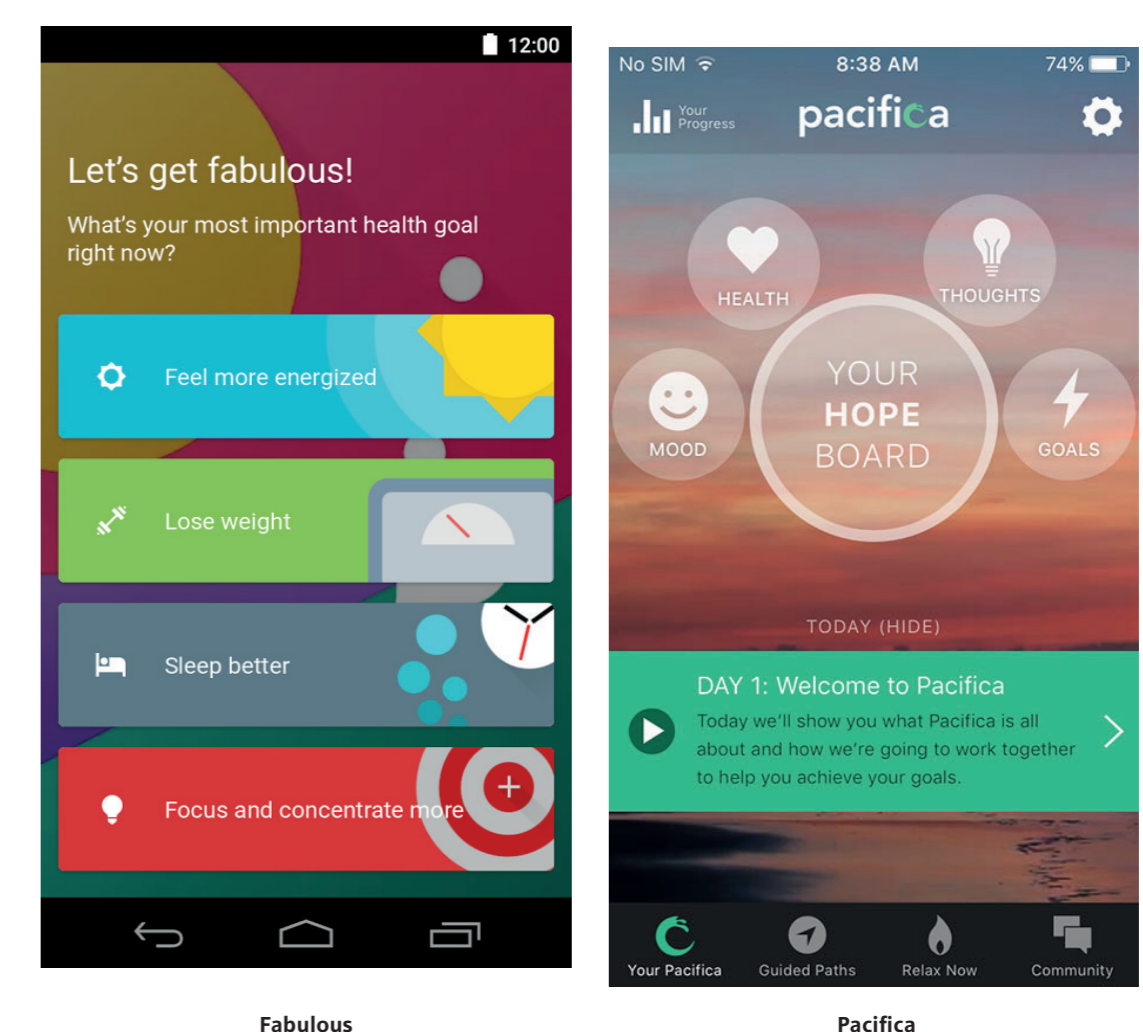 12:00
Let's get fabulous!
What's your most important health goal
right now?
Feel more energized
Lose weight
Sleep better
Focus and concentrate more
Fabulous
No SIM
8:38 AM
74%
Your
Progress
pacifica
HEALTH
THOUGHTS
MOOD
YOUR
HOPE
BOARD
GOALS
TODAY (HIDE)
DAY 1: Welcome to Pacifica
Today we'll show you what Pacifica is all
about and how we're going to work together
to help you achieve your goals.
Your Pacifica
Guided Paths
Relax Now
Community
Pacifica